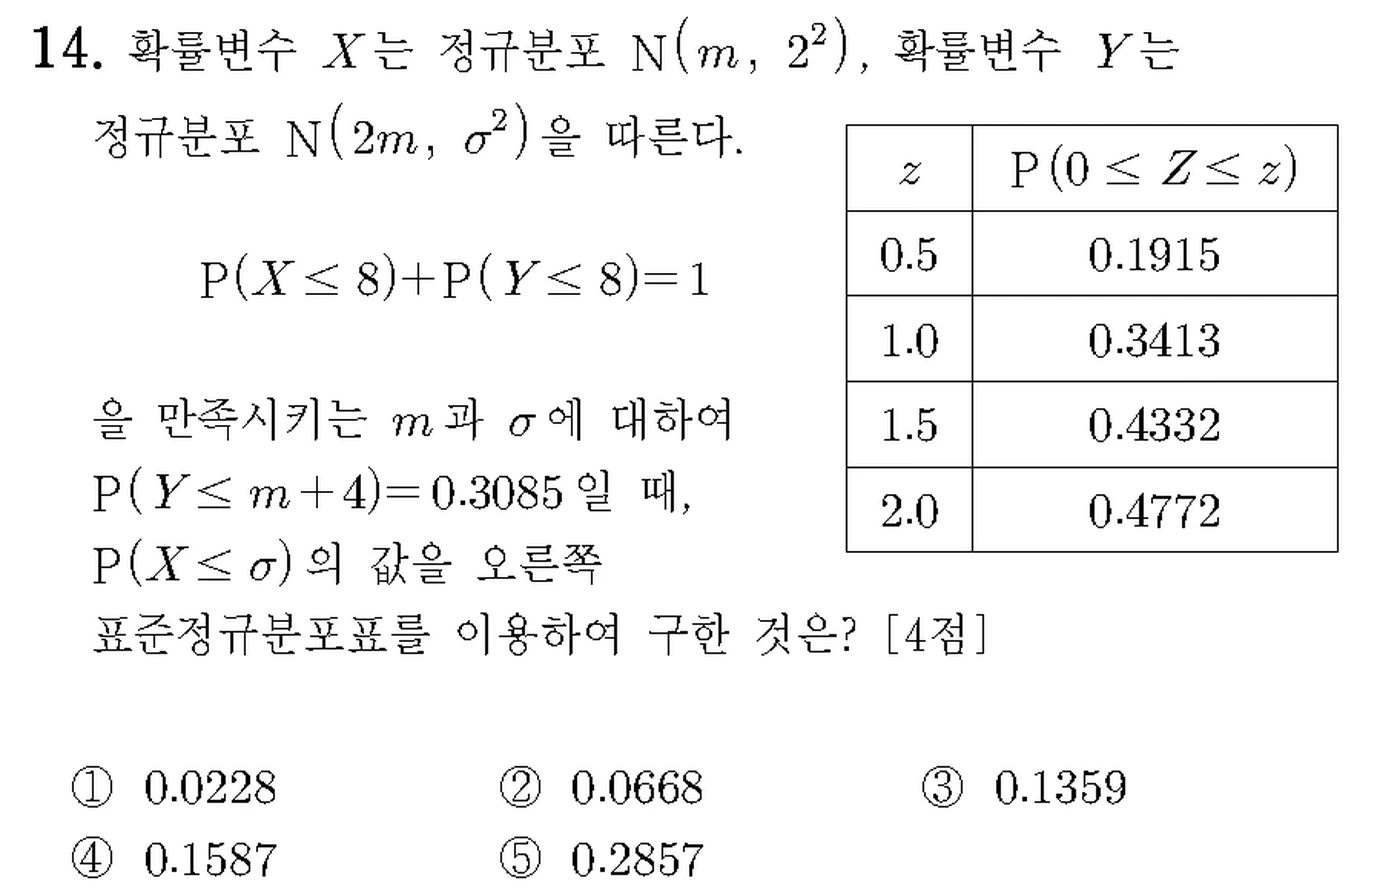 14. 확률변수 X는 정규분포 N(m, 2²), 확률변수 Y는
정규분포 N(2m, σ²)을 따른다.
P(X ≤ 8)+P(Y ≤ 8)=1
을 만족시키는 m과 σ에 대하여
P(Y ≤ m+4)=0.3085일 때,
P(X ≤ σ)의 값을 오른쪽
표준정규분포표를 이용하여 구한 것은? [4점]
z P(0 ≤ Z ≤ z)
0.5 0.1915
1.0 0.3413
1.5 0.4332
2.0 0.4772
① 0.0228 ② 0.0668 ③ 0.1359
④ 0.1587 ⑤ 0.2857